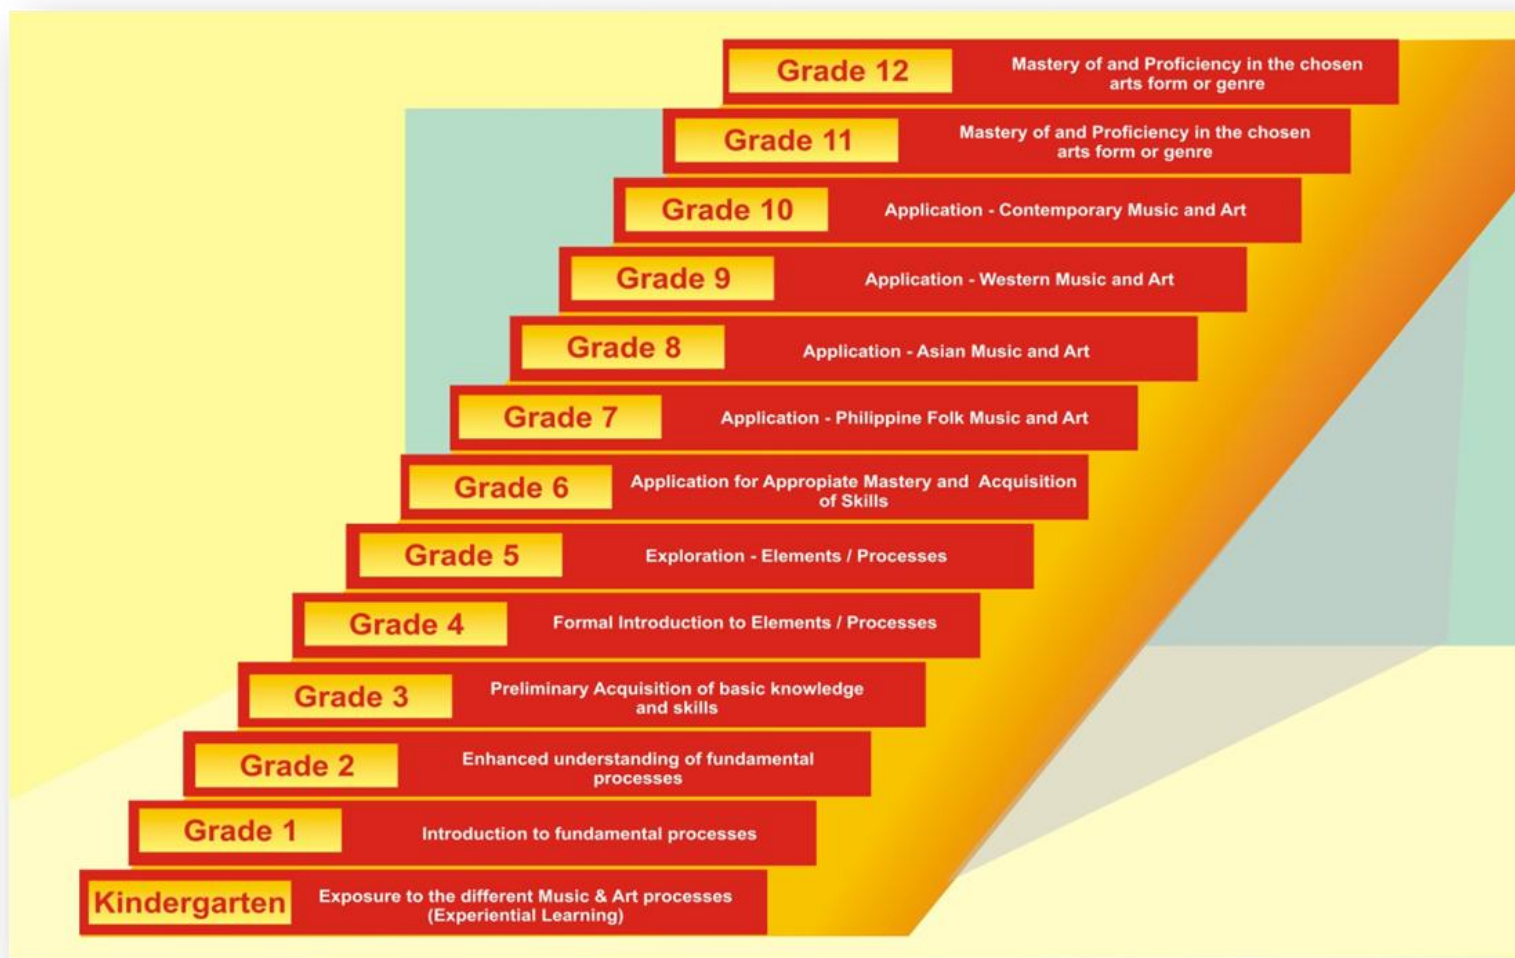 Grade 12
Mastery of and Proficiency in the chosen
arts form or genre
Grade 11
Mastery of and Proficiency in the chosen
arts form or genre
Grade 10
Application - Contemporary Music and Art
Grade 9
Application - Western Music and Art
Grade 8
Application - Asian Music and Art
Grade 7
Application - Philippine Folk Music and Art
Grade 6
Application for Appropiate Mastery and Acquisition
of Skills
Grade 5
Exploration - Elements / Processes
Grade 4
Formal Introduction to Elements / Processes
Grade 3
Preliminary Acquisition of basic knowledge
and skills
Grade 2
Enhanced understanding of fundamental
processes
Grade 1
Introduction to fundamental processes
Kindergarten
Exposure to the different Music & Art processes
(Experiential Learning)